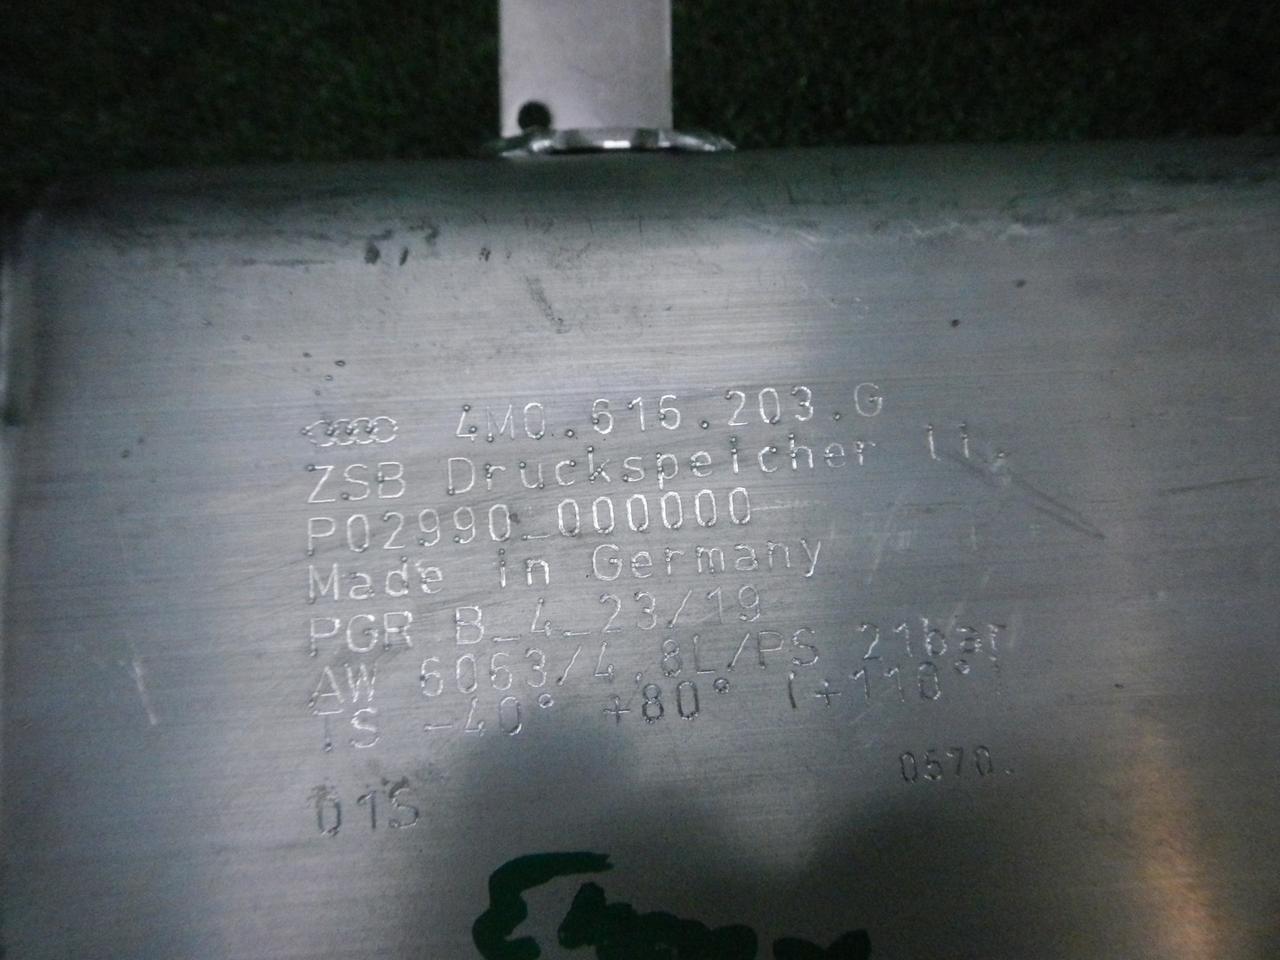 4M0.616.203.G
ZSB Druckspeicher li.
P02990_000000
Made in Germany
PGR B_4_23/19
AW 6063/4,8L/PS 21bar
TS -40° +80° (+110°)
01S
0570.